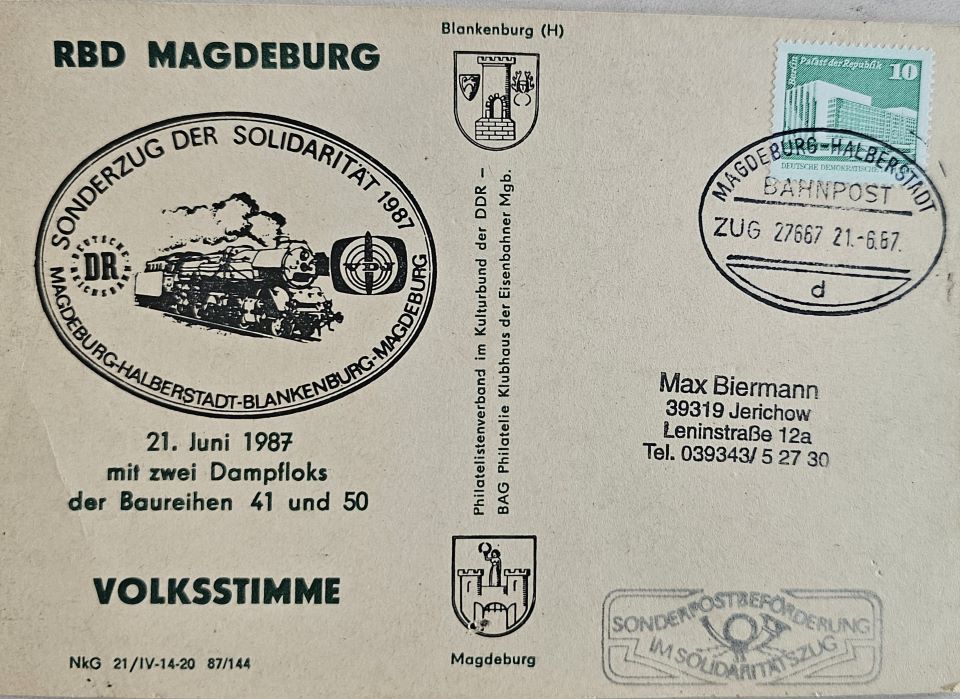 RBD MAGDEBURG
SONDERZUG DER SOLIDARITÄT 1987
DEUTSCHE
DR
REICHSBAHN
MAGDEBURG-HALBERSTADT-BLANKENBURG-MAGDEBURG
21. Juni 1987
mit zwei Dampfloks
der Baureihen 41 und 50
VOLKSSTIMME
NkG 21/IV-14-20 87/144
Blankenburg (H)
Philatelistenverband im Kulturbund der DDR –
BAG Philatelie Klubhaus der Eisenbahner Mgb.
Magdeburg
Berlin Palast der Republik
10
DEUTSCHE DEMOKRATISCHE
MAGDEBURG-HALBERSTADT
BAHNPOST
ZUG 27667 21.-6.87.
d
Max Biermann
39319 Jerichow
Leninstraße 12a
Tel. 039343/ 5 27 30
SONDERPOSTBEFÖRDERUNG
IM SOLIDARITÄTSZUG